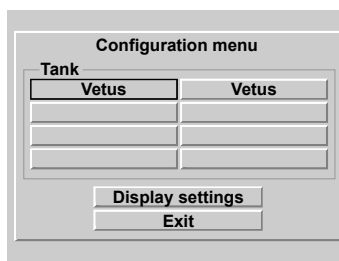 Configuration menu
Tank
Vetus Vetus
Display settings
Exit